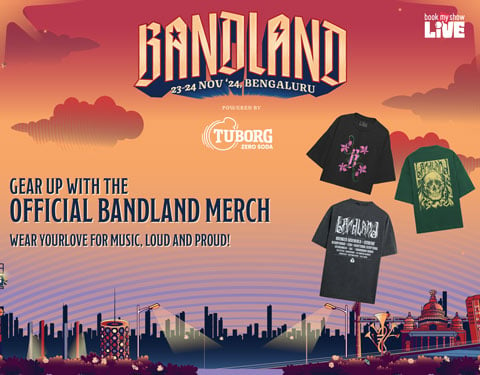 book my show
LiVE
BANDLAND
23-24 NOV '24, BENGALURU
POWERED BY
TUBORG
ZERO SODA
GEAR UP WITH THE
OFFICIAL BANDLAND MERCH
WEAR YOURLOVE FOR MUSIC, LOUD AND PROUD!
BANDLAND